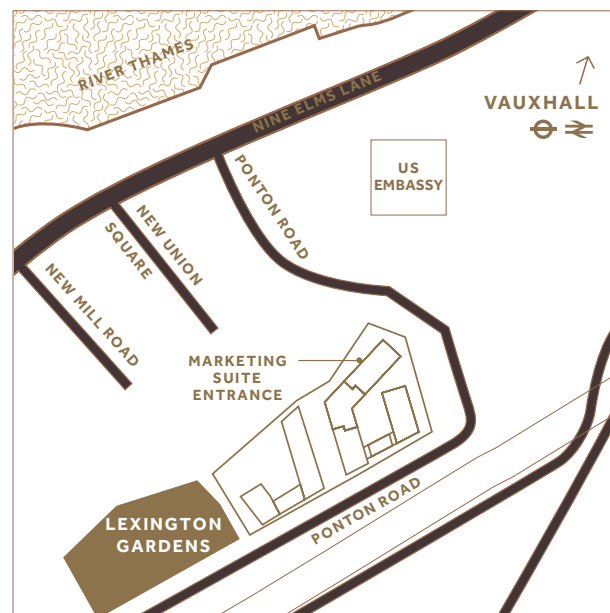 RIVER THAMES
NINE ELMS LANE
VAUXHALL
US
EMBASSY
PONTON ROAD
NEW UNION
SQUARE
NEW MILL ROAD
MARKETING
SUITE
ENTRANCE
PONTON ROAD
LEXINGTON
GARDENS